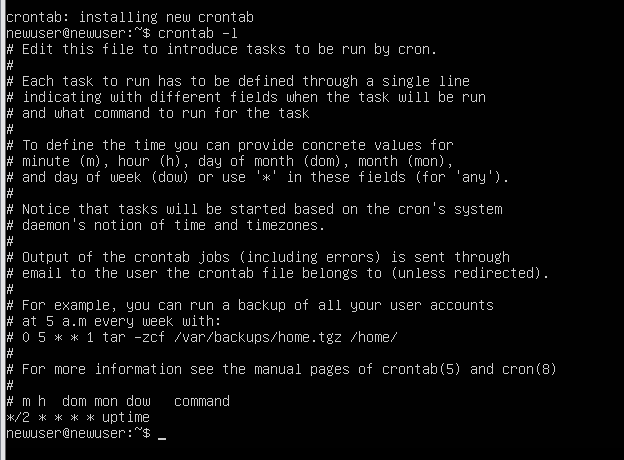 crontab: installing new crontab
newuser@newuser:~$ crontab -l
# Edit this file to introduce tasks to be run by cron.
#
# Each task to run has to be defined through a single line
# indicating with different fields when the task will be run
# and what command to run for the task
#
# To define the time you can provide concrete values for
# minute (m), hour (h), day of month (dom), month (mon),
# and day of week (dow) or use '*' in these fields (for 'any').
#
# Notice that tasks will be started based on the cron's system
# daemon's notion of time and timezones.
#
# Output of the crontab jobs (including errors) is sent through
# email to the user the crontab file belongs to (unless redirected).
#
# For example, you can run a backup of all your user accounts
# at 5 a.m every week with:
# 0 5 * * 1 tar -zcf /var/backups/home.tgz /home/
#
# For more information see the manual pages of crontab(5) and cron(8)
#
# m h  dom mon dow   command
*/2 * * * * uptime
newuser@newuser:~$ _